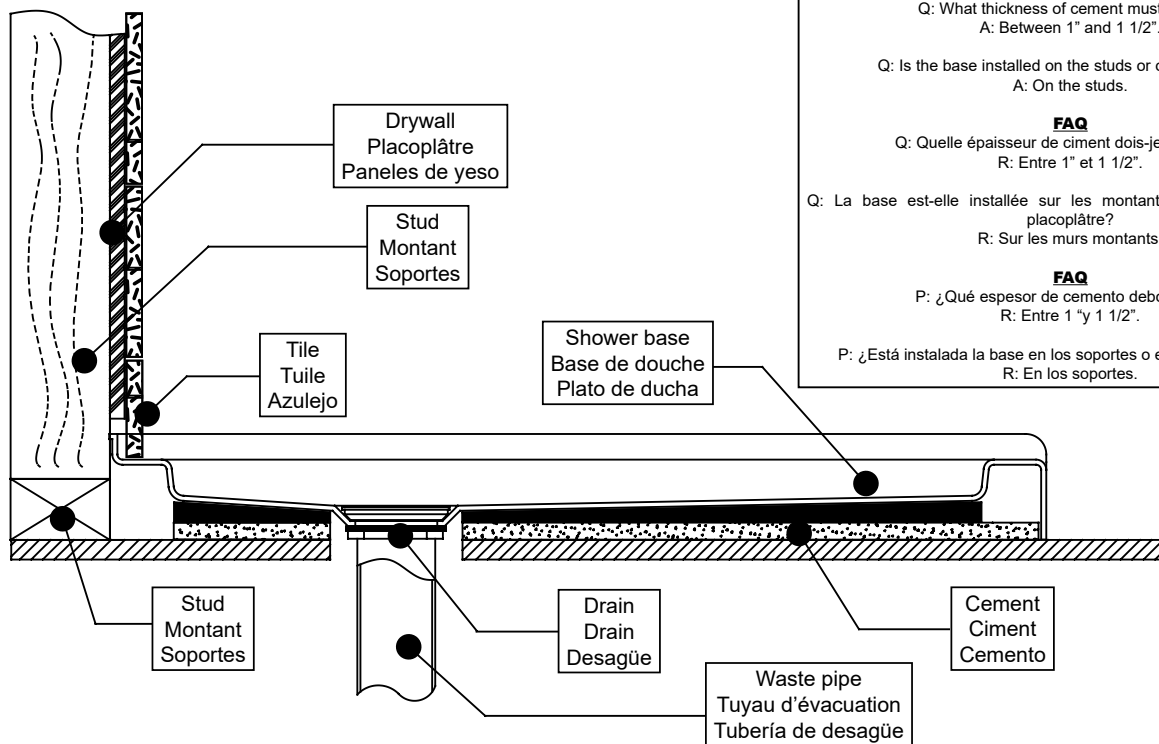 Q: What thickness of cement must
A: Between 1” and 1 1/2”.
Q: Is the base installed on the studs or
A: On the studs.
FAQ
Q: Quelle épaisseur de ciment dois-je
R: Entre 1” et 1 1/2”.
Q: La base est-elle installée sur les montant
placoplâtre?
R: Sur les murs montants
FAQ
P: ¿Qué espesor de cemento debo
R: Entre 1 “y 1 1/2”.
P: ¿Está instalada la base en los soportes o
R: En los soportes.
Drywall
Placoplâtre
Paneles de yeso
Stud
Montant
Soportes
Tile
Tuile
Azulejo
Shower base
Base de douche
Plato de ducha
Stud
Montant
Soportes
Drain
Drain
Desagüe
Cement
Ciment
Cemento
Waste pipe
Tuyau d’évacuation
Tubería de desagüe